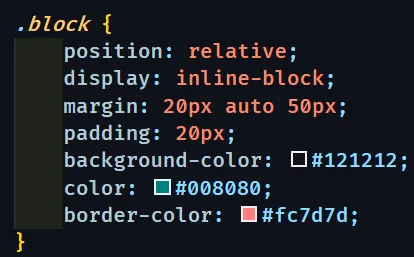 .block {
position: relative;
display: inline-block;
margin: 20px auto 50px;
padding: 20px;
background-color: #121212;
color: #008080;
border-color: #fc7d7d;
}